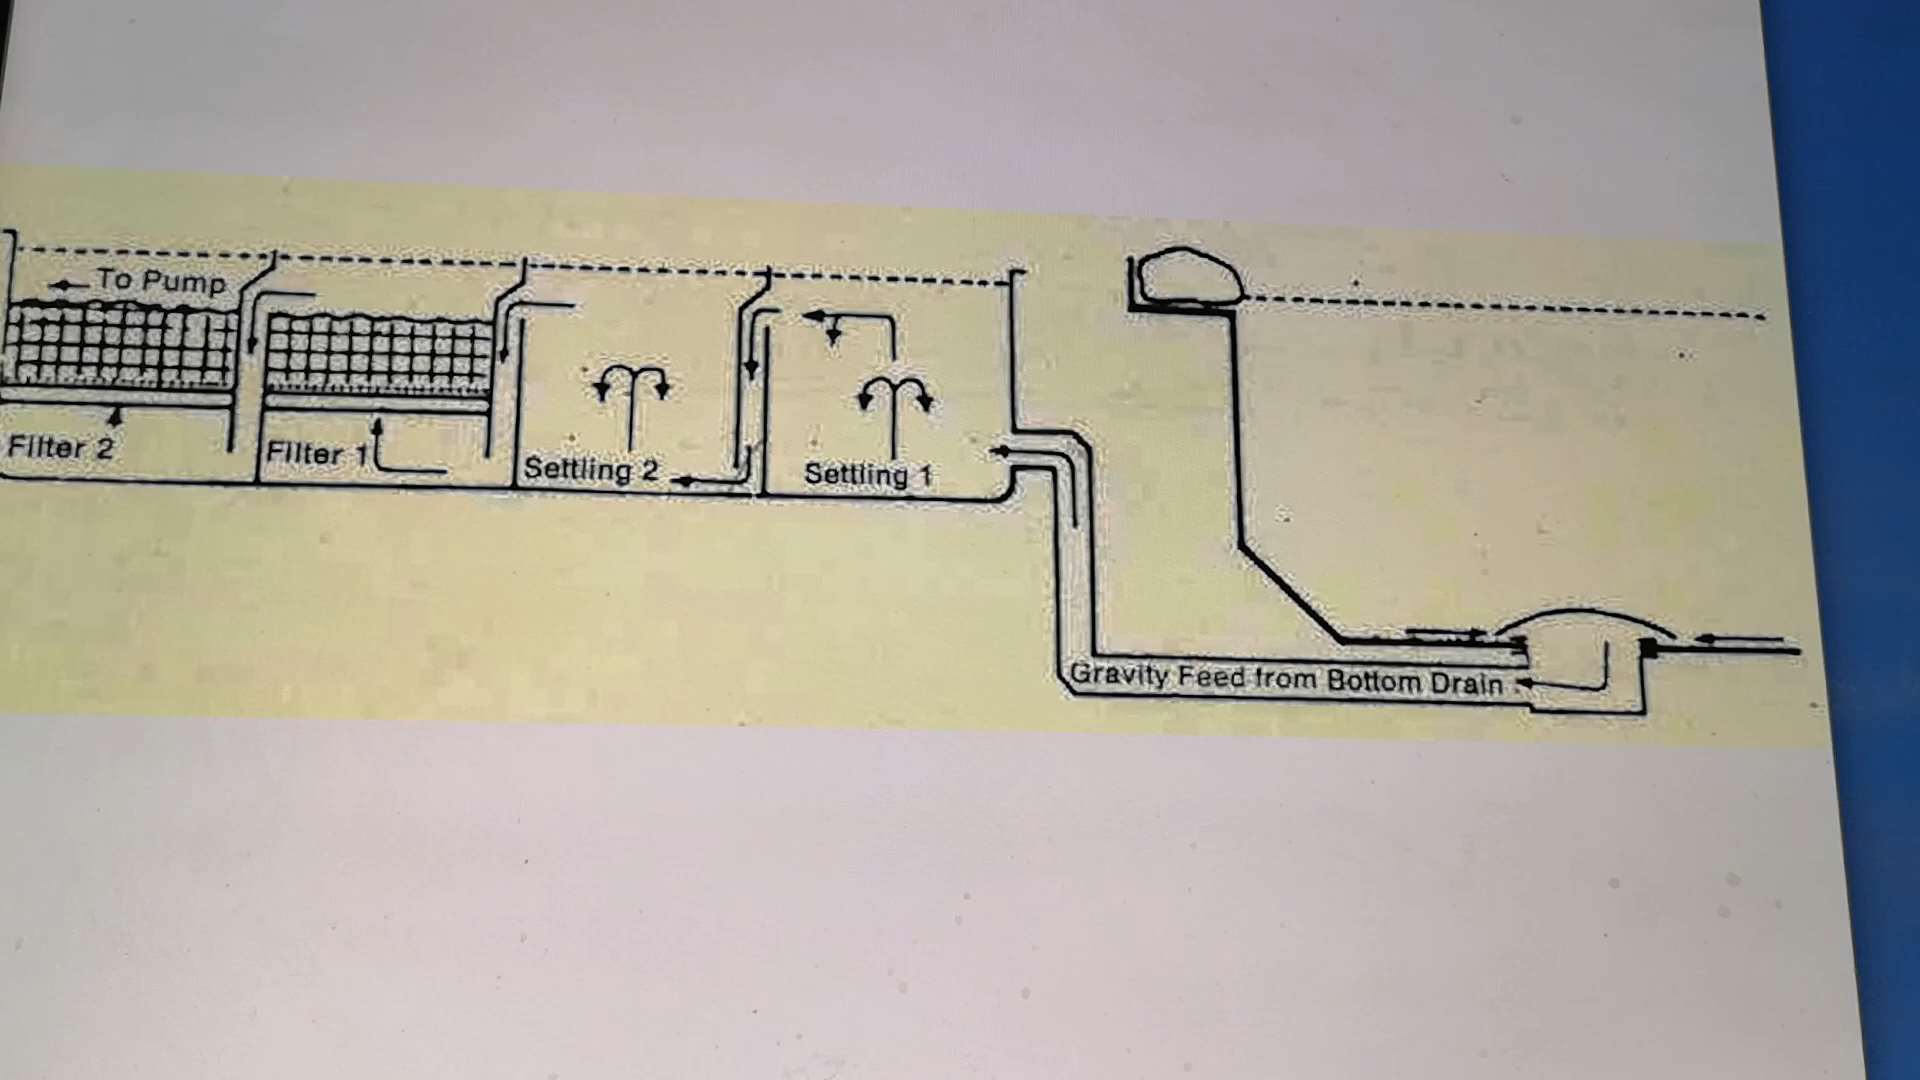 To Pump
Filter 2
Filter 1
Settling 2
Settling 1
Gravity Feed from Bottom Drain